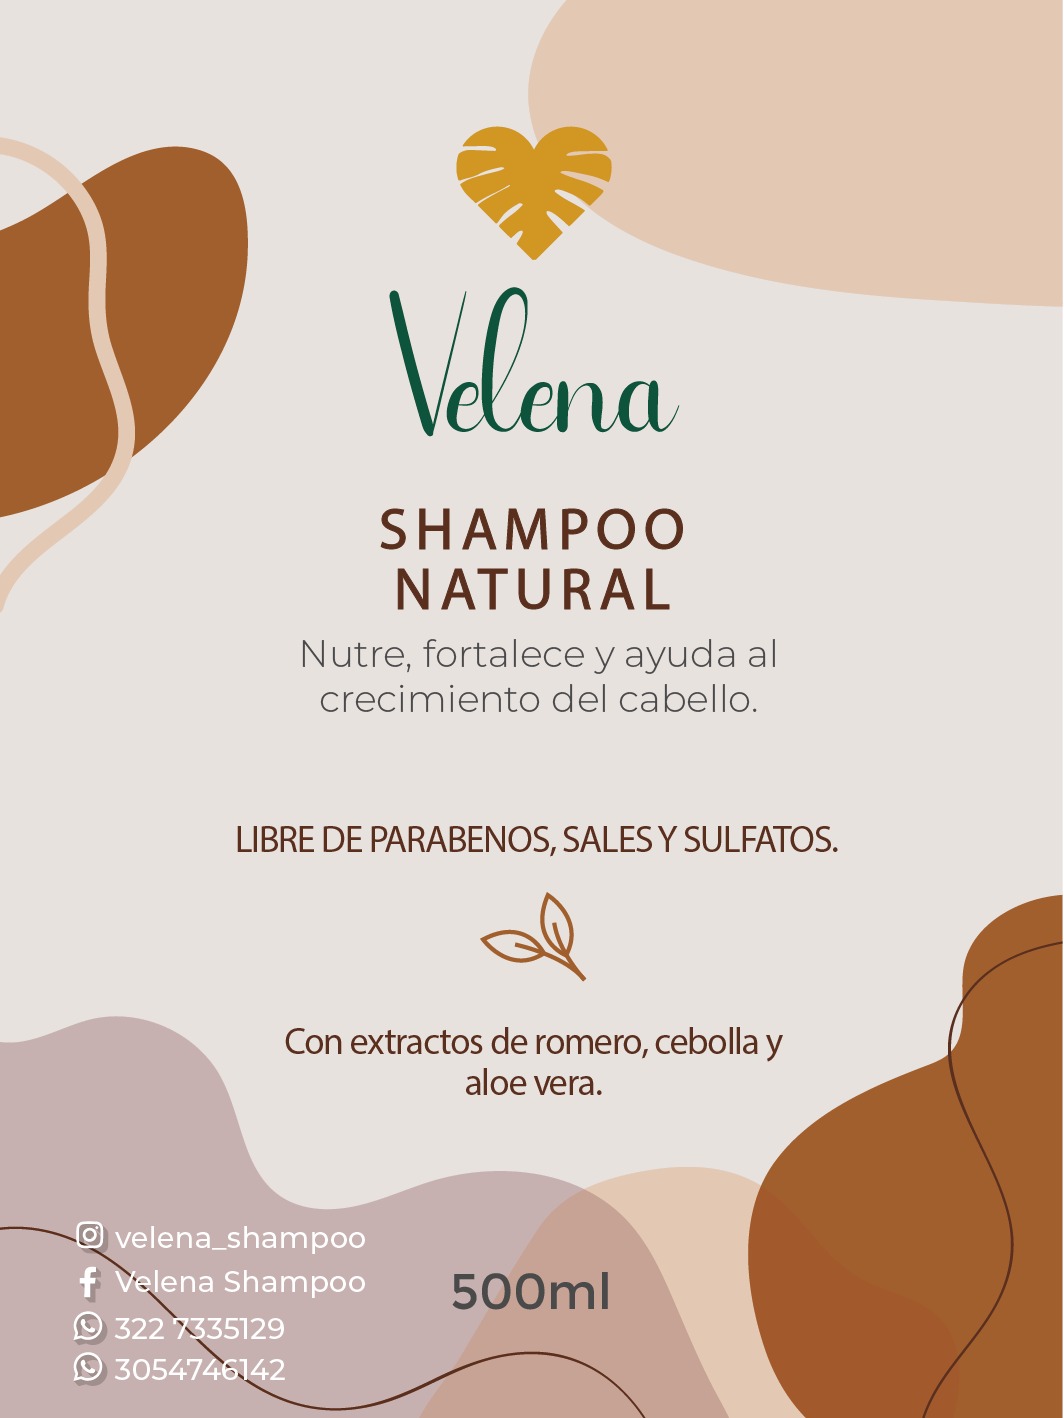 Velena
SHAMPOO
NATURAL
Nutre, fortalece y ayuda al
crecimiento del cabello.
LIBRE DE PARABENOS, SALES Y SULFATOS.
Con extractos de romero, cebolla y
aloe vera.
velena_shampoo
Velena Shampoo
322 7335129
3054746142
500ml